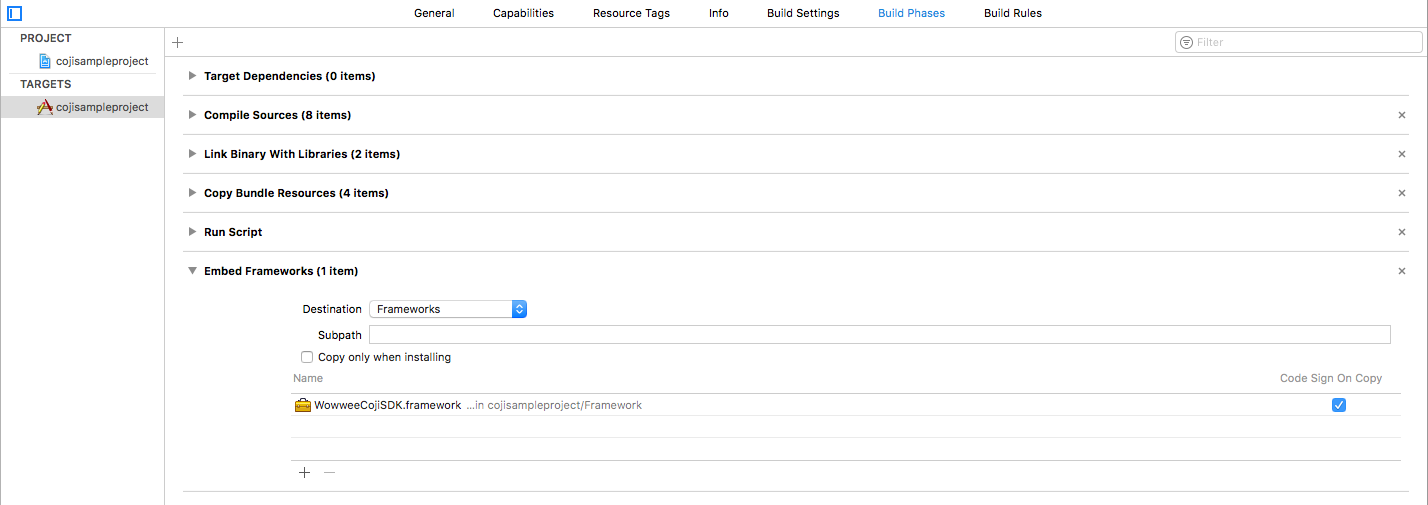 General Capabilities Resource Tags Info Build Settings Build Phases Build Rules
PROJECT
cojisampleproject
TARGETS
cojisampleproject
Filter
Target Dependencies (0 items)
Compile Sources (8 items)
Link Binary With Libraries (2 items)
Copy Bundle Resources (4 items)
Run Script
Embed Frameworks (1 item)
Destination Frameworks
Subpath
Copy only when installing
Name Code Sign On Copy
WowweeCojiSDK.framework ...in cojisampleproject/Framework